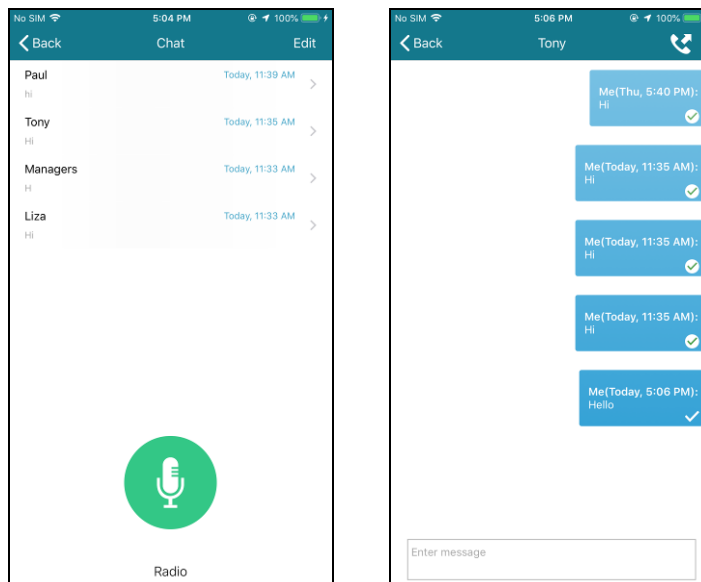 No SIM 5:04 PM 100%
Back Chat Edit
Paul Today, 11:39 AM
hi
Tony Today, 11:35 AM
Hi
Managers Today, 11:33 AM
H
Liza Today, 11:33 AM
Hi
Radio
No SIM 5:06 PM 100%
Back Tony
Me(Thu, 5:40 PM):
Hi
Me(Today, 11:35 AM):
Hi
Me(Today, 11:35 AM):
Hi
Me(Today, 11:35 AM):
Hi
Me(Today, 5:06 PM):
Hello
Enter message